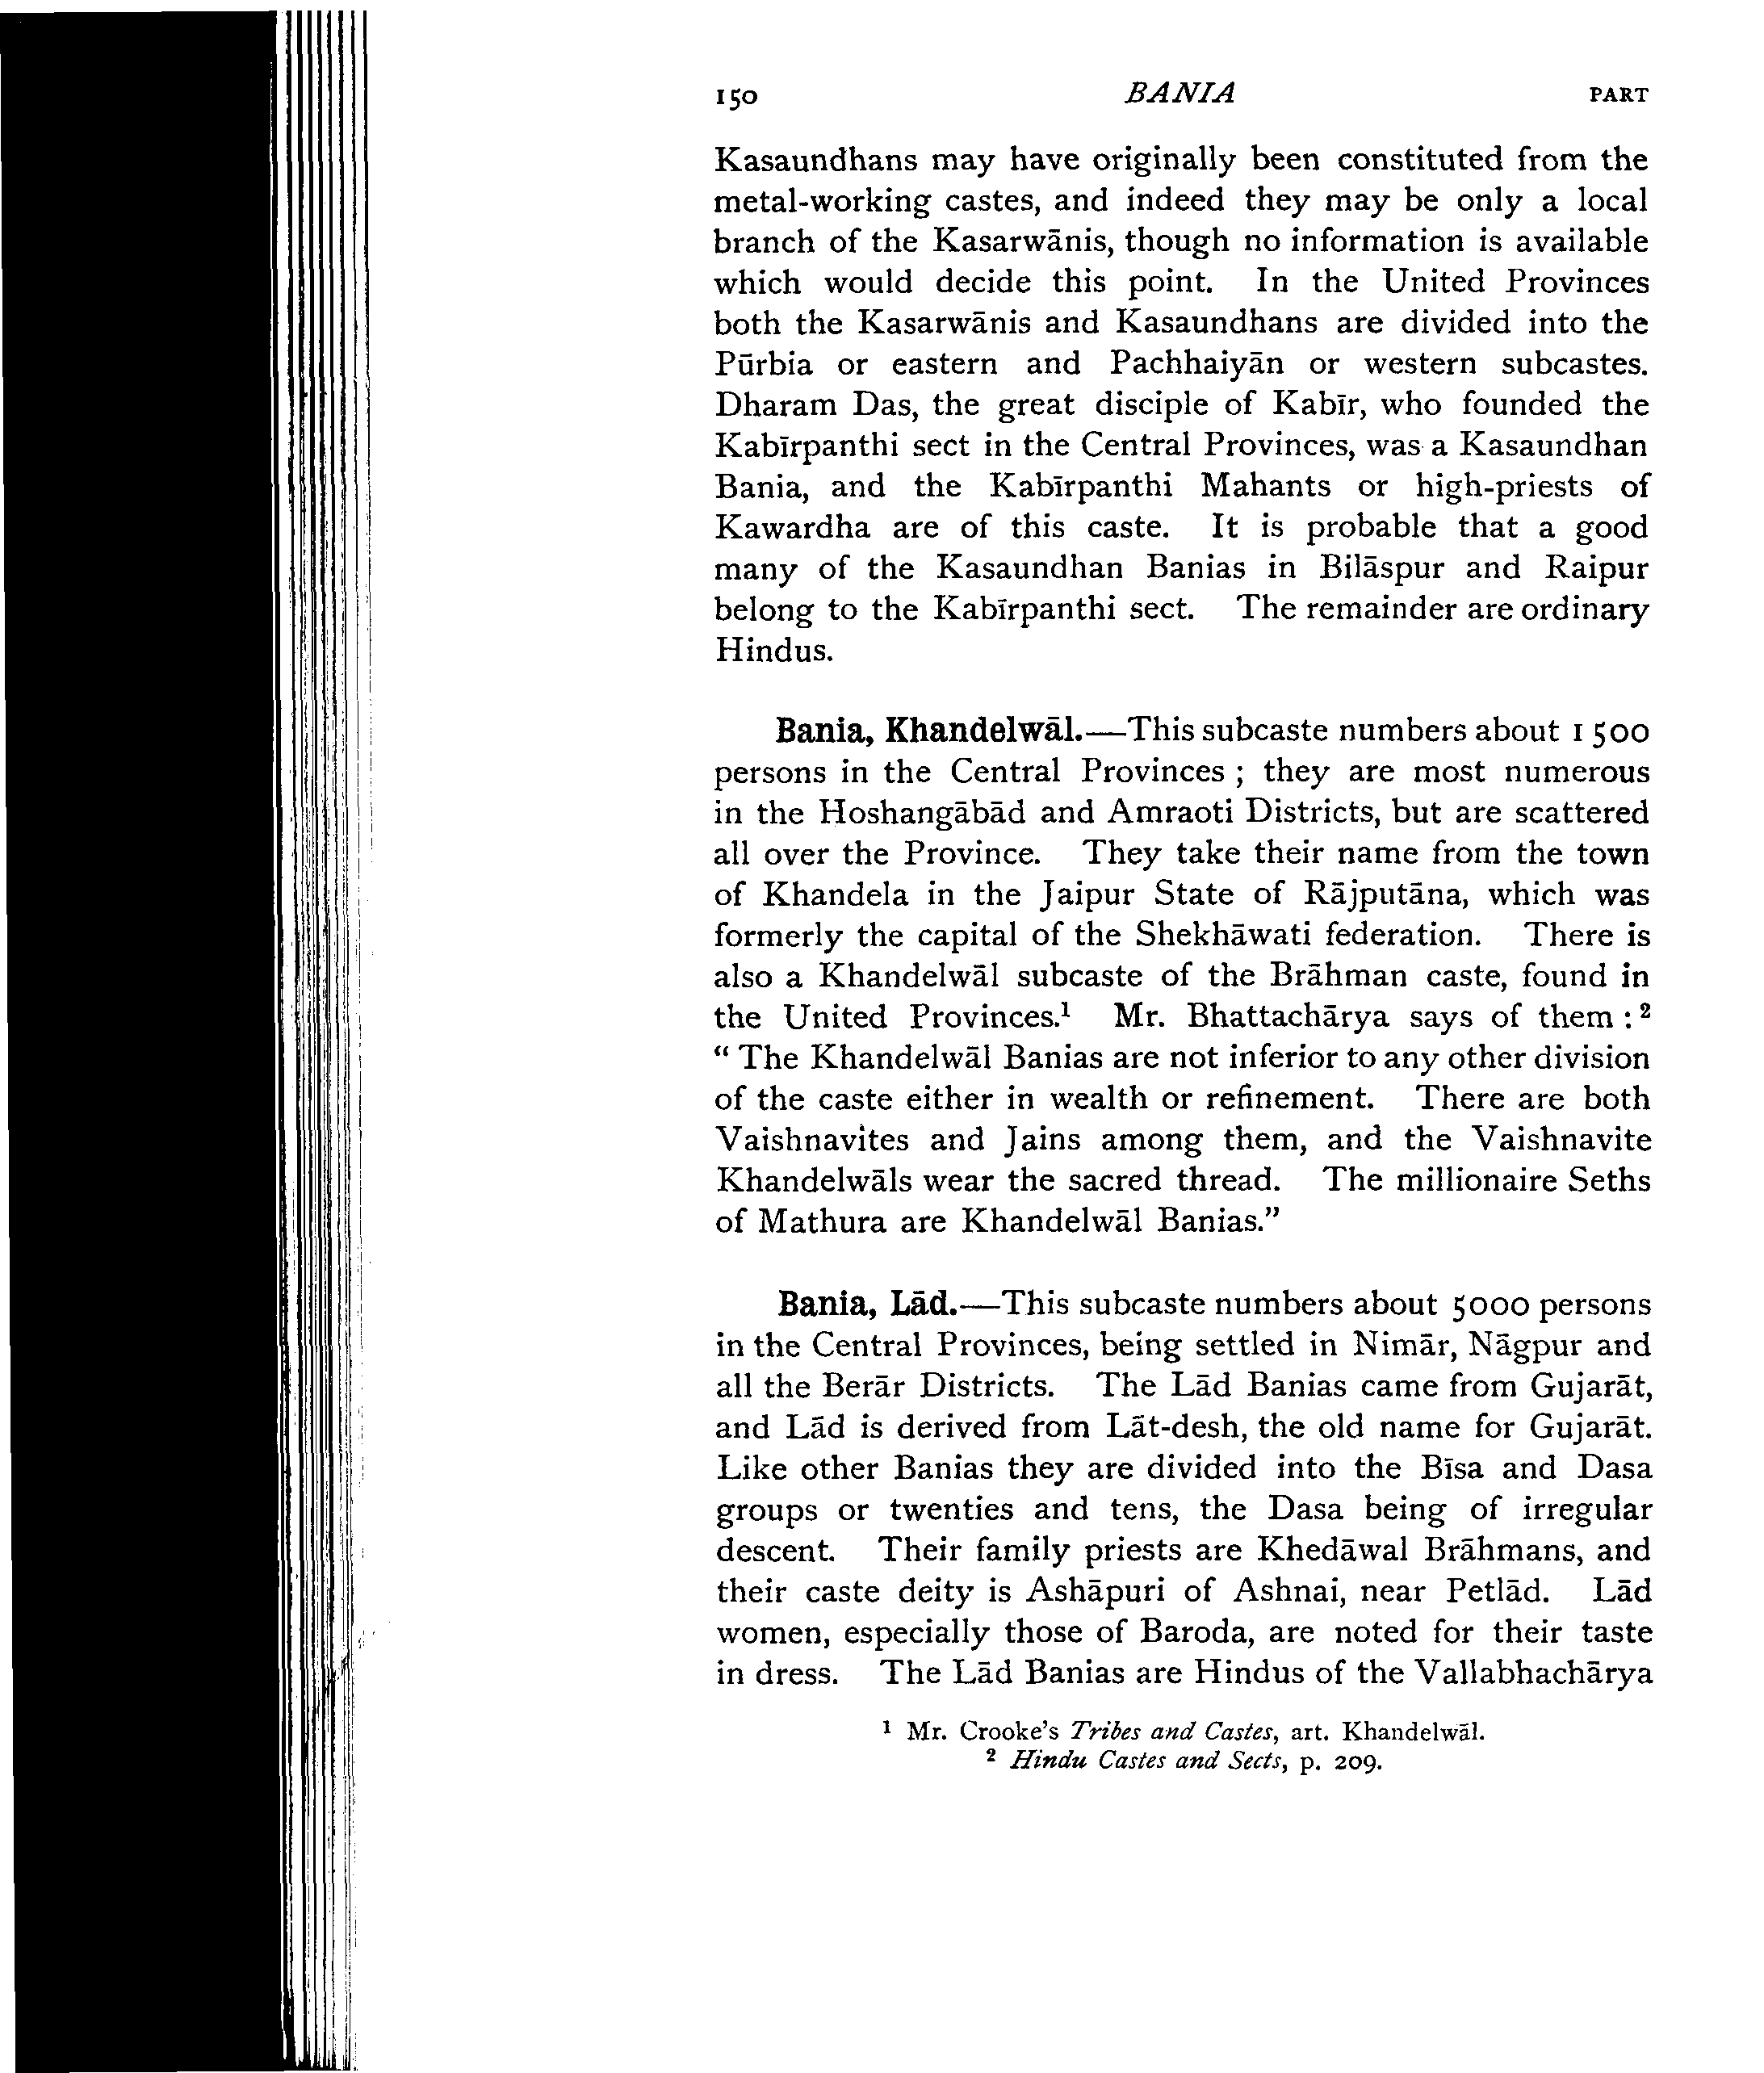 150 BANIA PART
Kasaundhans may have originally been constituted from the
metal-working castes, and indeed they may be only a local
branch of the Kasarwānis, though no information is available
which would decide this point. In the United Provinces
both the Kasarwānis and Kasaundhans are divided into the
Pūrbia or eastern and Pachhaiyān or western subcastes.
Dharam Das, the great disciple of Kabīr, who founded the
Kabīrpanthi sect in the Central Provinces, was a Kasaundhan
Bania, and the Kabīrpanthi Mahants or high-priests of
Kawardha are of this caste. It is probable that a good
many of the Kasaundhan Banias in Bilāspur and Raipur
belong to the Kabīrpanthi sect. The remainder are ordinary
Hindus.
Bania, Khandelwāl.—This subcaste numbers about 1500
persons in the Central Provinces ; they are most numerous
in the Hoshangābād and Amraoti Districts, but are scattered
all over the Province. They take their name from the town
of Khandela in the Jaipur State of Rājputāna, which was
formerly the capital of the Shekhāwati federation. There is
also a Khandelwāl subcaste of the Brāhman caste, found in
the United Provinces.¹ Mr. Bhattachārya says of them :²
“ The Khandelwāl Banias are not inferior to any other division
of the caste either in wealth or refinement. There are both
Vaishnavites and Jains among them, and the Vaishnavite
Khandelwāls wear the sacred thread. The millionaire Seths
of Mathura are Khandelwāl Banias.”
Bania, Lād.—This subcaste numbers about 5000 persons
in the Central Provinces, being settled in Nimār, Nāgpur and
all the Berār Districts. The Lād Banias came from Gujarāt,
and Lād is derived from Lāt-desh, the old name for Gujarāt.
Like other Banias they are divided into the Bīsa and Dasa
groups or twenties and tens, the Dasa being of irregular
descent. Their family priests are Khedāwal Brāhmans, and
their caste deity is Ashāpuri of Ashnai, near Petlād. Lād
women, especially those of Baroda, are noted for their taste
in dress. The Lād Banias are Hindus of the Vallabhachārya
¹ Mr. Crooke’s Tribes and Castes, art. Khandelwāl.
² Hindu Castes and Sects, p. 209.